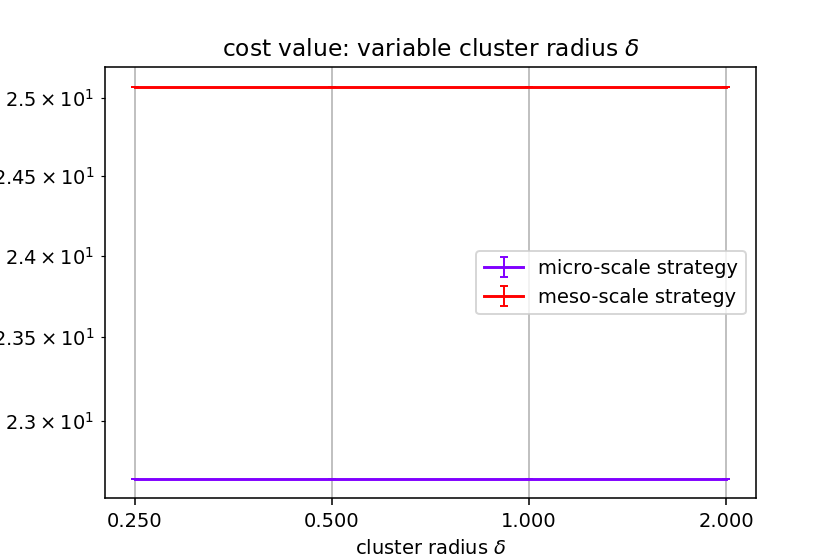 cost value: variable cluster radius δ
2.5 × 10¹
2.45 × 10¹
2.4 × 10¹
2.35 × 10¹
2.3 × 10¹
micro-scale strategy
meso-scale strategy
0.250 0.500 1.000 2.000
cluster radius δ